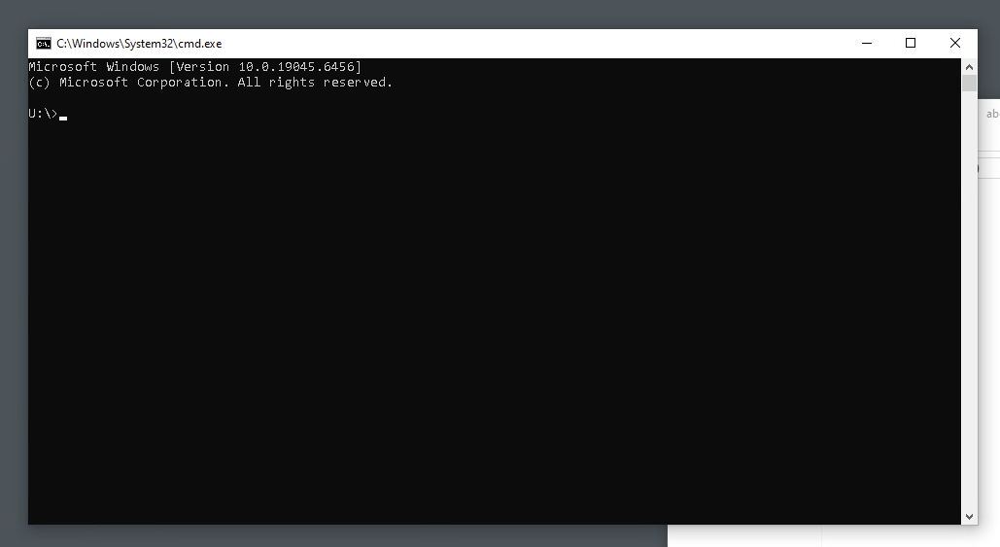 C:\Windows\System32\cmd.exe
Microsoft Windows [Version 10.0.19045.6456]
(c) Microsoft Corporation. All rights reserved.
U:\>